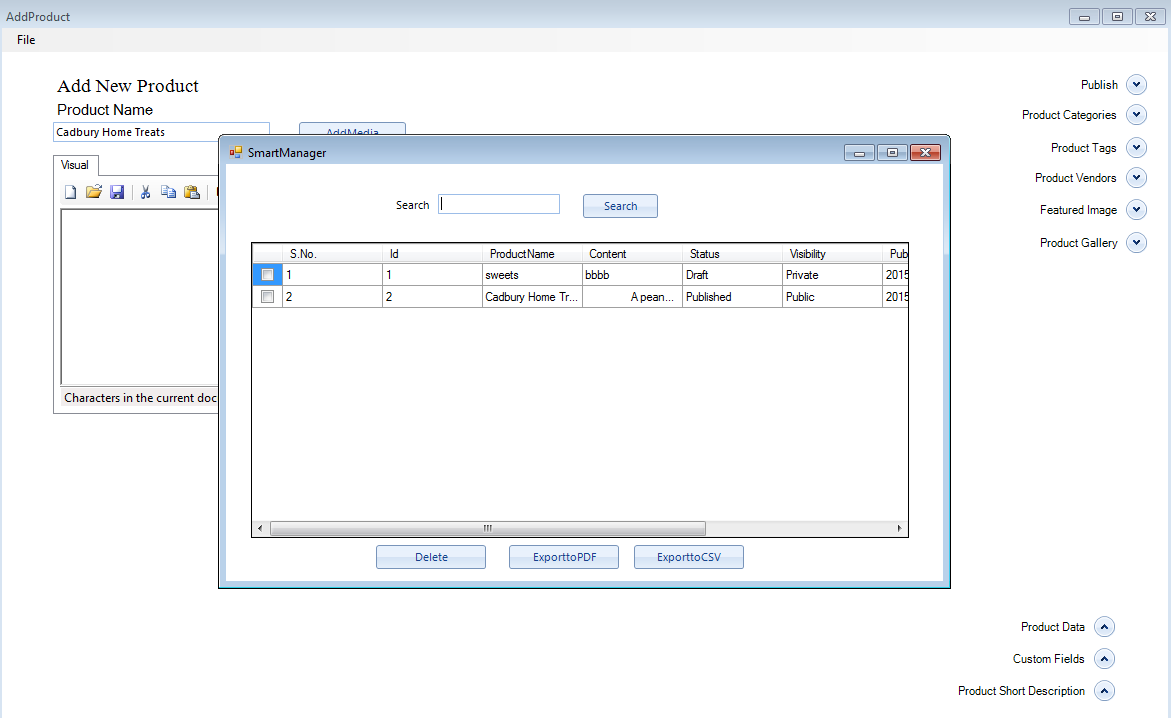 AddProduct
File
Add New Product
Product Name
Cadbury Home Treats
AddMedia
Visual
Characters in the current doc
SmartManager
Search
Search
S.No. Id ProductName Content Status Visibility Pub
1 1 sweets bbbb Draft Private 2015
2 2 Cadbury Home Tr... A pean... Published Public 2015
Delete ExporttoPDF ExporttoCSV
Publish
Product Categories
Product Tags
Product Vendors
Featured Image
Product Gallery
Product Data
Custom Fields
Product Short Description